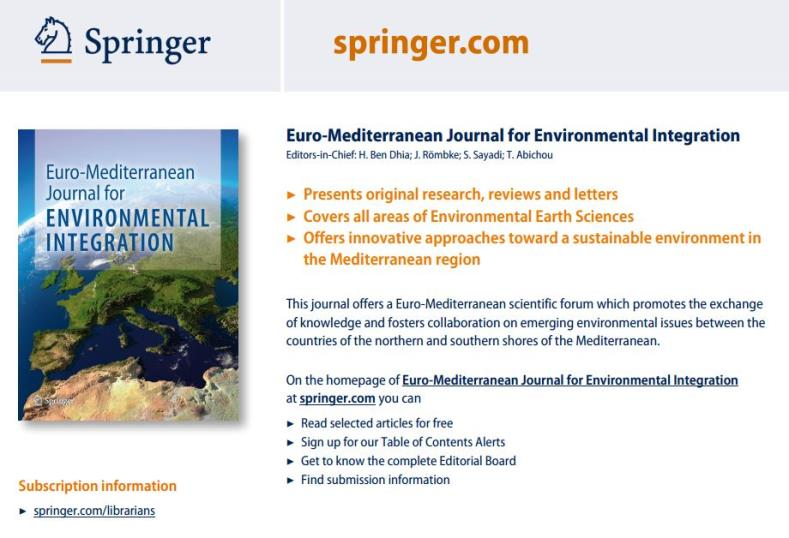 Springer
springer.com
Euro-Mediterranean
Journal for
ENVIRONMENTAL
INTEGRATION
Springer
Subscription information
► springer.com/librarians
Euro-Mediterranean Journal for Environmental Integration
Editors-in-Chief: H. Ben Dhia; J. Römbke; S. Sayadi; T. Abichou
► Presents original research, reviews and letters
► Covers all areas of Environmental Earth Sciences
► Offers innovative approaches toward a sustainable environment in
the Mediterranean region
This journal offers a Euro-Mediterranean scientific forum which promotes the exchange
of knowledge and fosters collaboration on emerging environmental issues between the
countries of the northern and southern shores of the Mediterranean.
On the homepage of Euro-Mediterranean Journal for Environmental Integration
at springer.com you can
► Read selected articles for free
► Sign up for our Table of Contents Alerts
► Get to know the complete Editorial Board
► Find submission information